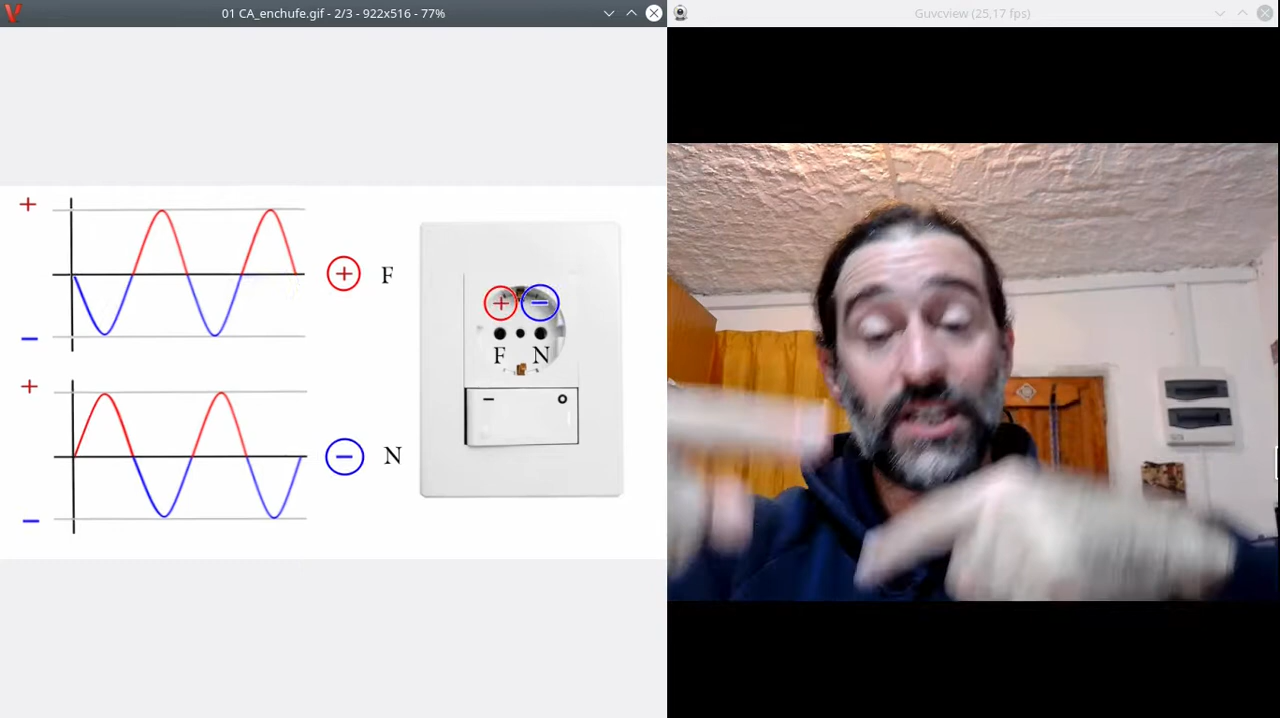 01 CA_enchufe.gif - 2/3 - 922x516 - 77%
Guvcview (25,17 fps)
+
-
+ F
+ -
F N
+
-
- N
- o